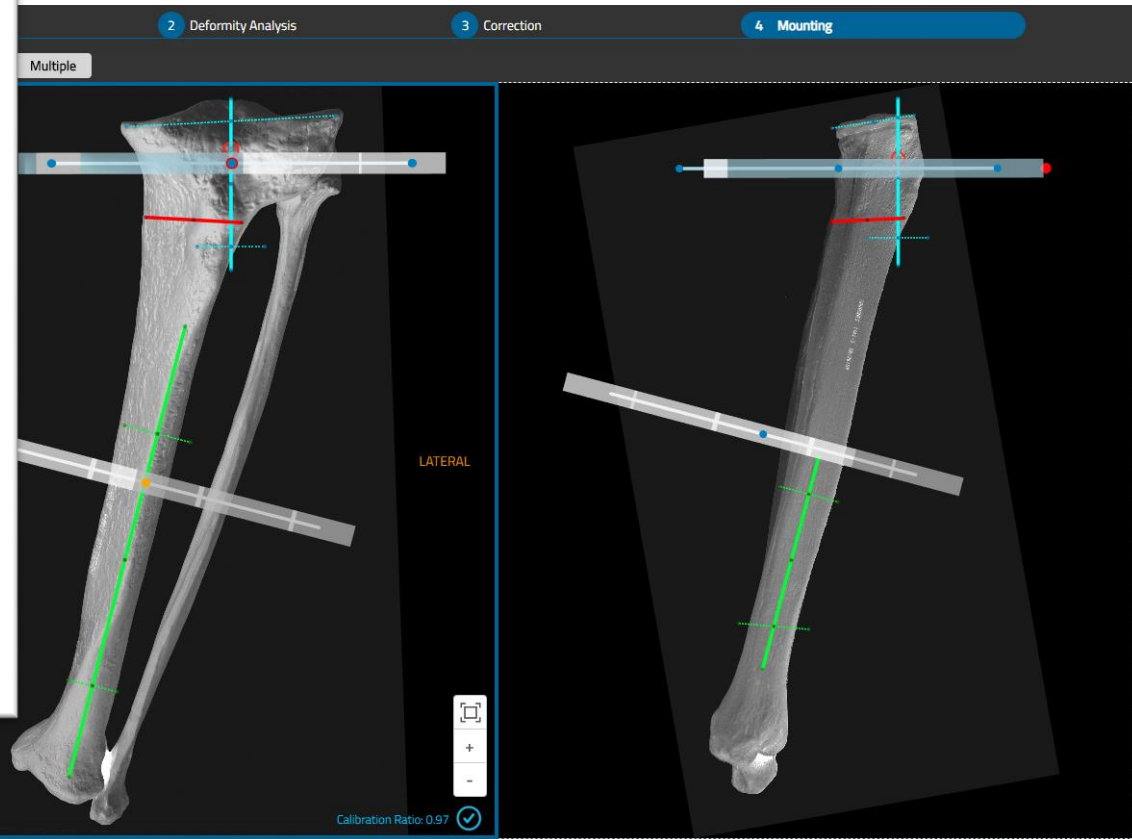 2 Deformity Analysis
3 Correction
4 Mounting
Multiple
LATERAL
+
-
Calibration Ratio: 0.97